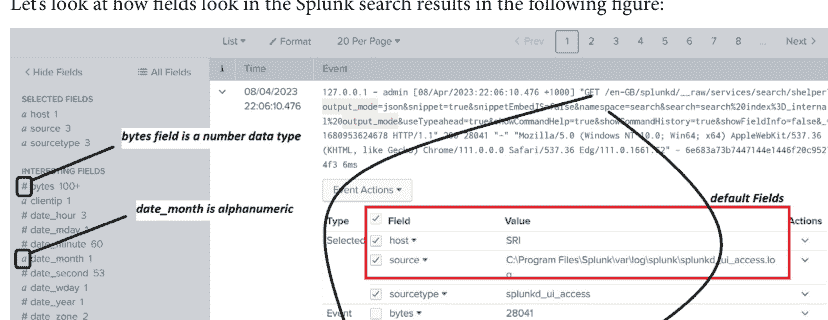 Let's look at how fields look in the Splunk search results in the following figure:
List Format 20 Per Page < Prev 1 2 3 4 5 6 7 8 ... Next >
< Hide Fields All Fields
i Time Event
SELECTED FIELDS
a host 1
a source 3
a sourcetype 3
bytes field is a number data type
INTERESTING FIELDS
# bytes 100+
a clientip 1
# date_hour 3
# date_mday 1
date_month is alphanumeric
# date_minute 60
a date_month 1
# date_second 53
a date_wday 1
# date_year 1
# date_zone 2
08/04/2023
22:06:10.476
127.0.0.1 - admin [08/Apr/2023:22:06:10.476 +1000] "GET /en-GB/splunkd/__raw/services/search/shelper
output_mode=json&snippet=true&snippetEmbedJS=false&namespace=search&search=search%20index%3D_interna
1%20output_mode&useTypeahead=true&showCommandHelp=true&showCommandHistory=true&showFieldInfo=false&_
1680953624678 HTTP/1.1" 200 28041 "-" "Mozilla/5.0 (Windows NT 10.0; Win64; x64) AppleWebKit/537.36
(KHTML, like Gecko) Chrome/111.0.0.0 Safari/537.36 Edg/111.0.1661.62" - 6e683a73b7447144e1446f20c952
4f3 6ms
Event Actions
default Fields
Type Field Value Actions
Selected host SRI
source C:\Program Files\Splunk\var\log\splunk\splunkd_ui_access.lo
g
sourcetype splunkd_ui_access
Event bytes 28041